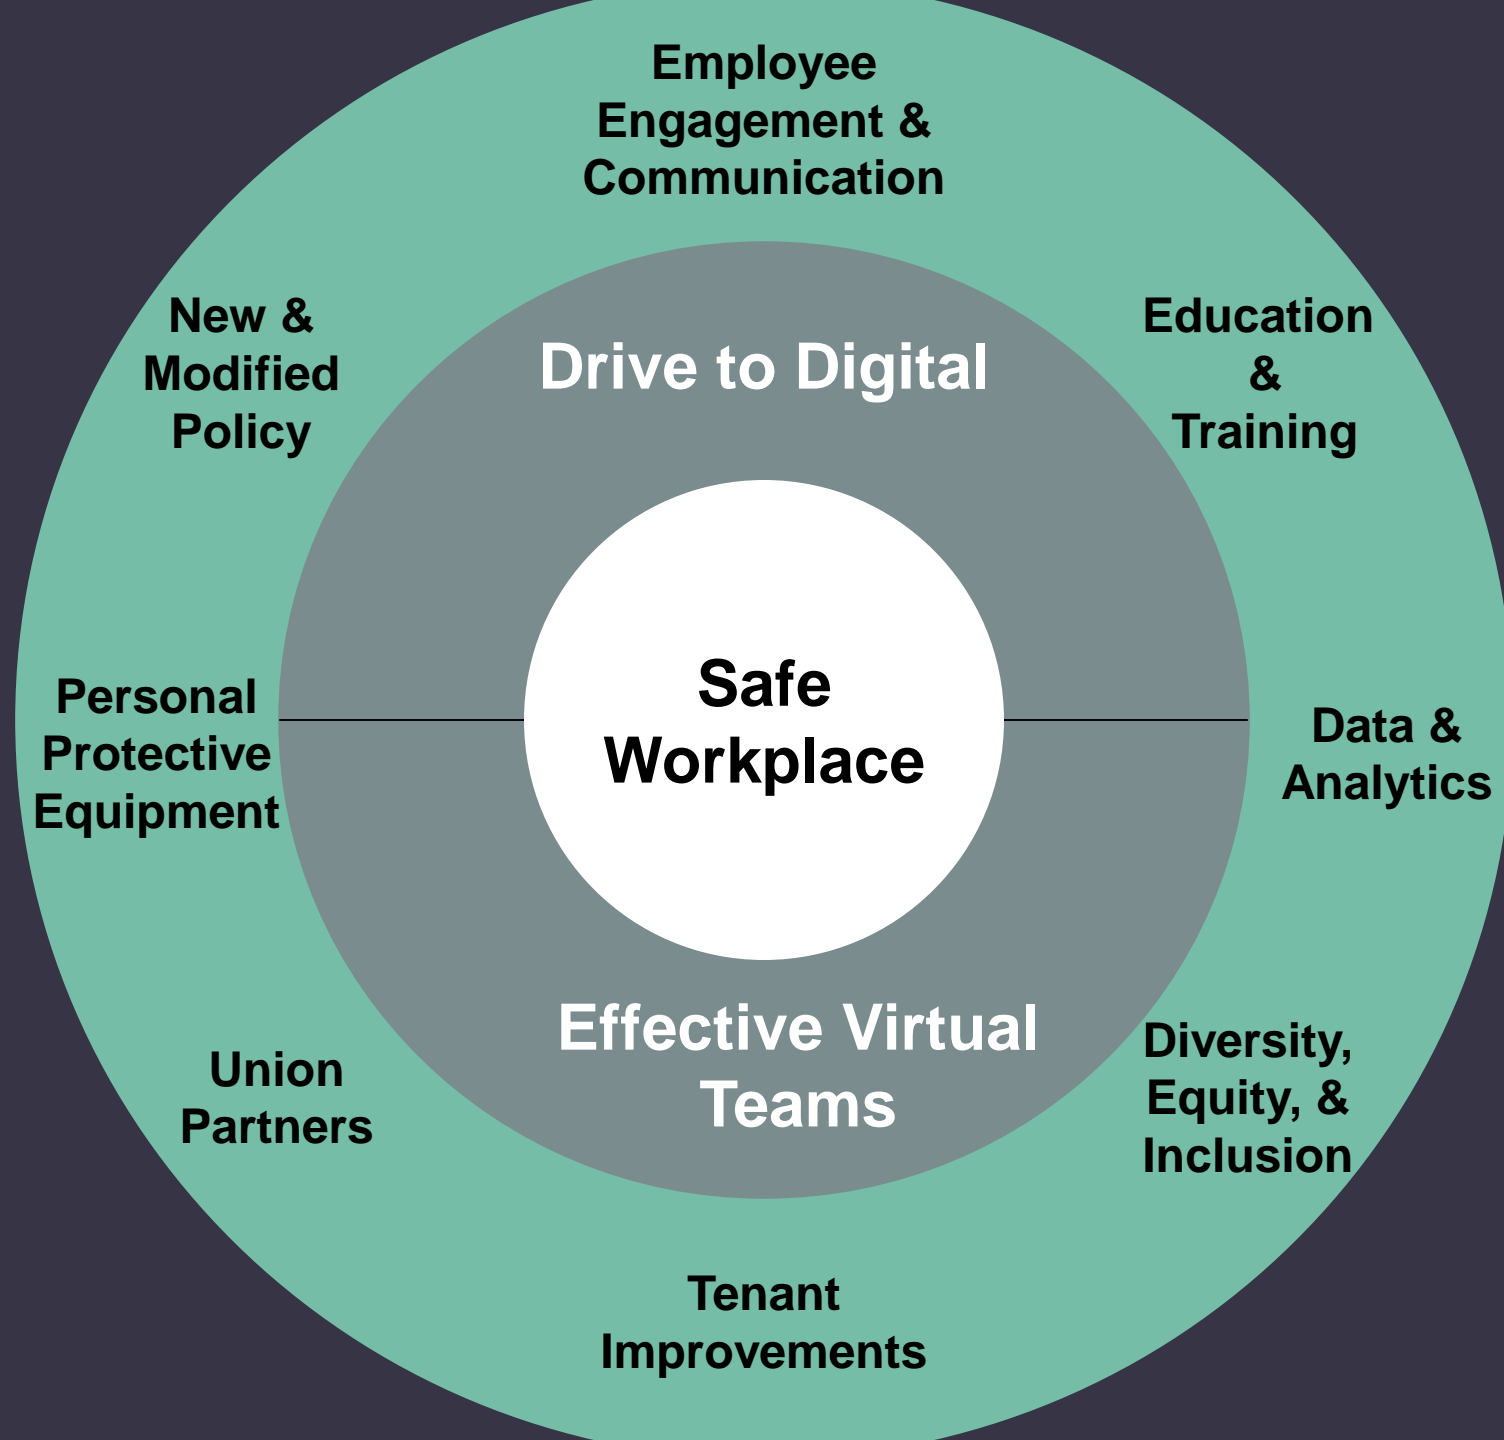 Employee
Engagement &
Communication
New &
Modified
Policy
Drive to Digital
Education
&
Training
Personal
Protective
Equipment
Safe
Workplace
Data &
Analytics
Union
Partners
Effective Virtual
Teams
Diversity,
Equity, &
Inclusion
Tenant
Improvements